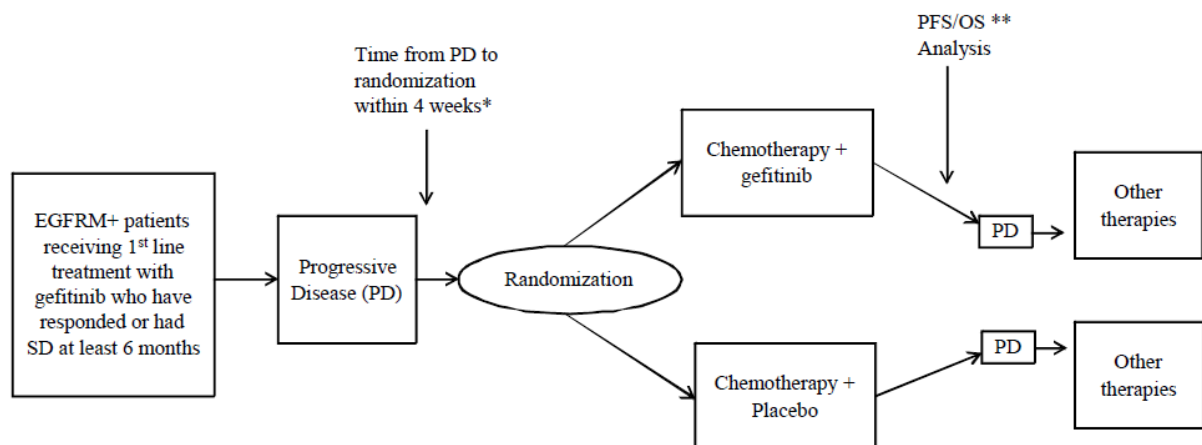 Time from PD to
randomization
within 4 weeks*
PFS/OS **
Analysis
EGFRM+ patients
receiving 1st line
treatment with
gefitinib who have
responded or had
SD at least 6 months
Progressive
Disease (PD)
Randomization
Chemotherapy +
gefitinib
PD
Other
therapies
Chemotherapy +
Placebo
PD
Other
therapies